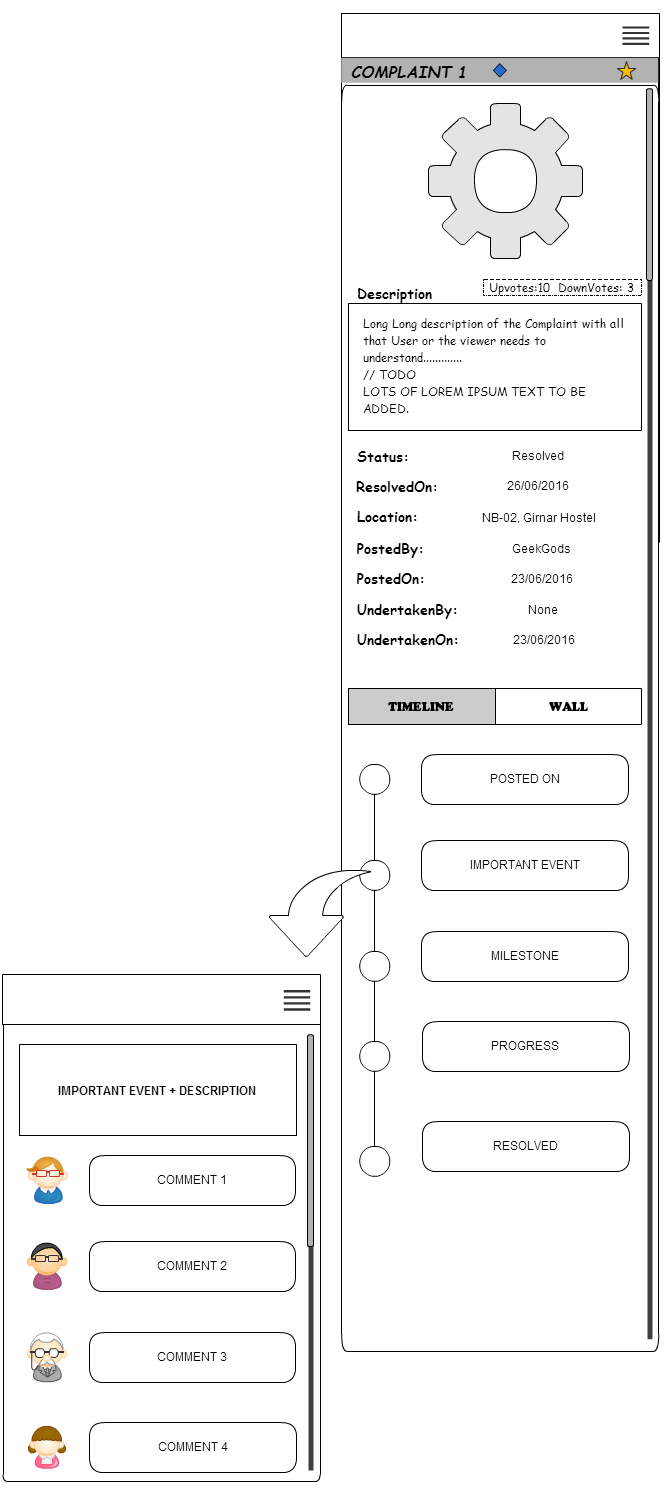 COMPLAINT 1
Upvotes:10 DownVotes: 3
Description
Long Long description of the Complaint with all
that User or the viewer needs to
understand.............
// TODO
LOTS OF LOREM IPSUM TEXT TO BE
ADDED.
Status: Resolved
ResolvedOn: 26/06/2016
Location: NB-02, Girnar Hostel
PostedBy: GeekGods
PostedOn: 23/06/2016
UndertakenBy: None
UndertakenOn: 23/06/2016
TIMELINE WALL
POSTED ON
IMPORTANT EVENT
MILESTONE
PROGRESS
RESOLVED
IMPORTANT EVENT + DESCRIPTION
COMMENT 1
COMMENT 2
COMMENT 3
COMMENT 4